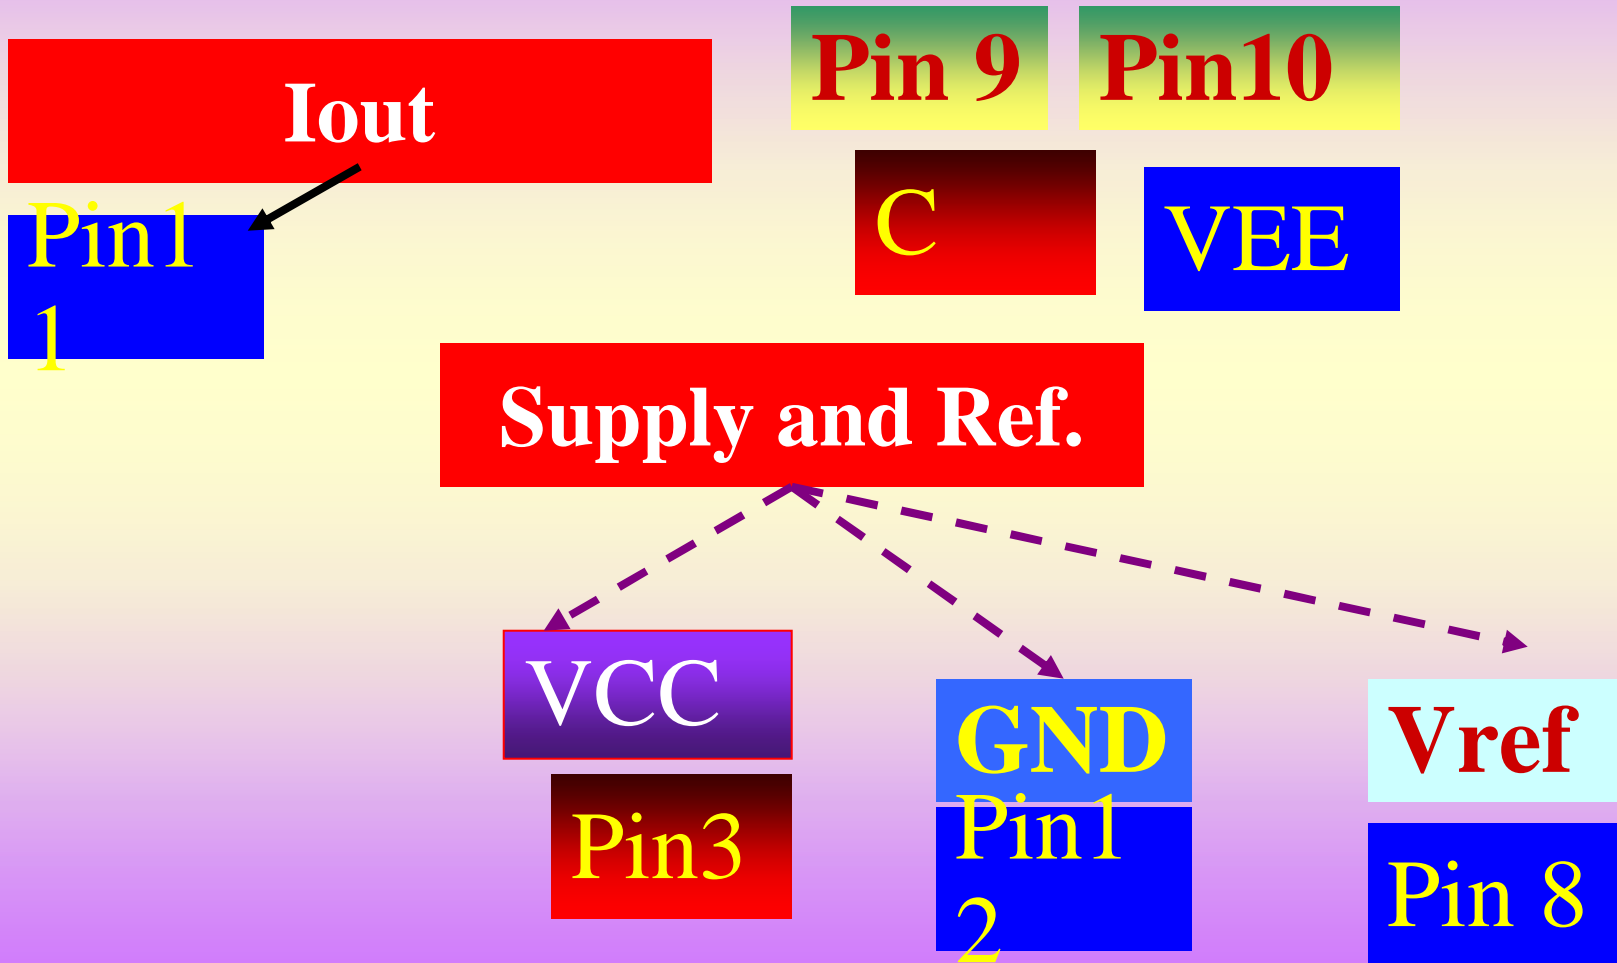 Iout
Pin1
1
Pin 9
Pin10
C
VEE
Supply and Ref.
VCC
Pin3
GND
Pin1
2
Vref
Pin 8